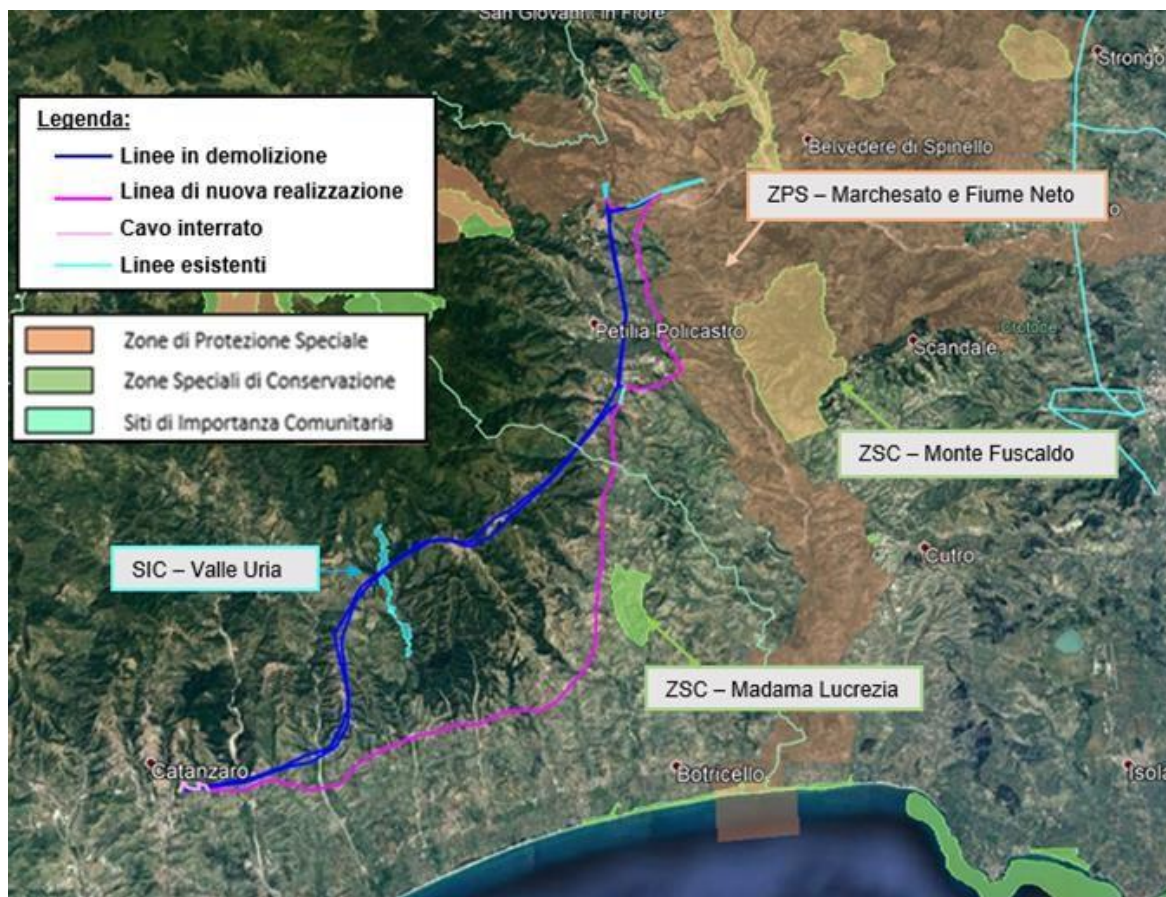 San Giovanni in Fiore
Strongo
Legenda:
Linee in demolizione
Linea di nuova realizzazione
Cavo interrato
Linee esistenti
Belvedere di Spinello
ZPS – Marchesato e Fiume Neto
Zone di Protezione Speciale
Zone Speciali di Conservazione
Siti di Importanza Comunitaria
Petilia Policastro
Crotone
Scandale
ZSC – Monte Fuscaldo
SIC – Valle Uria
Cutro
ZSC – Madama Lucrezia
Catanzaro
Botricello
Isola